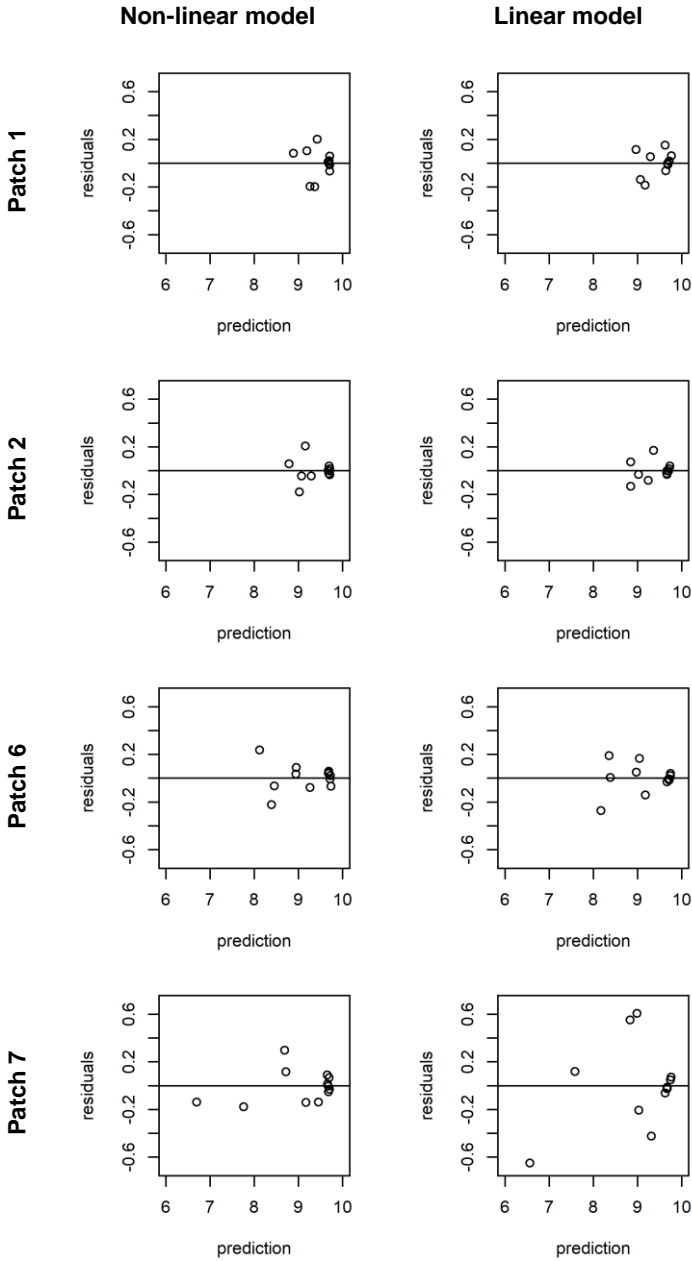 Non-linear model Linear model
Patch 1
residuals
-0.6 -0.2 0.2 0.6
6 7 8 9 10
prediction
residuals
-0.6 -0.2 0.2 0.6
6 7 8 9 10
prediction
Patch 2
residuals
-0.6 -0.2 0.2 0.6
6 7 8 9 10
prediction
residuals
-0.6 -0.2 0.2 0.6
6 7 8 9 10
prediction
Patch 6
residuals
-0.6 -0.2 0.2 0.6
6 7 8 9 10
prediction
residuals
-0.6 -0.2 0.2 0.6
6 7 8 9 10
prediction
Patch 7
residuals
-0.6 -0.2 0.2 0.6
6 7 8 9 10
prediction
residuals
-0.6 -0.2 0.2 0.6
6 7 8 9 10
prediction